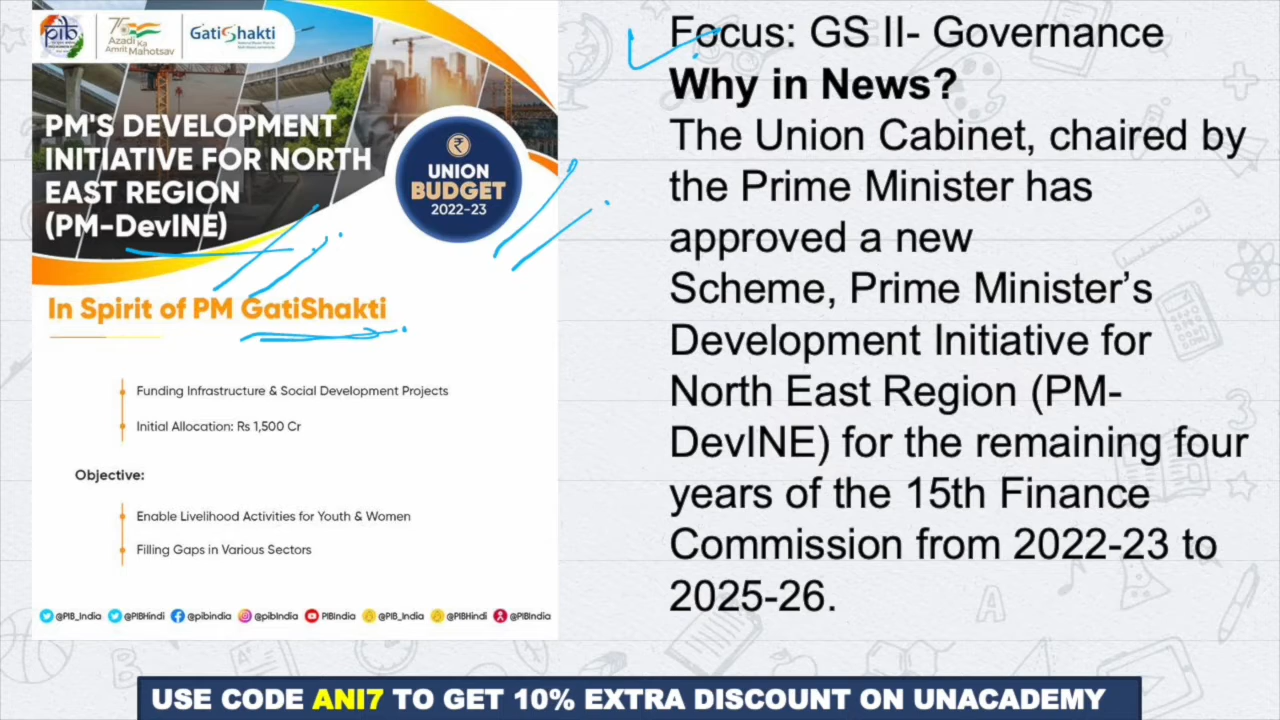 pib
75
Azadi
Ka
Amrit Mahotsav
GatiShakti
PM'S DEVELOPMENT
INITIATIVE FOR NORTH
EAST REGION
(PM-DevINE)
UNION
BUDGET
2022-23
In Spirit of PM GatiShakti
Funding Infrastructure & Social Development Projects
Initial Allocation: Rs 1,500 Cr
Objective:
Enable Livelihood Activities for Youth & Women
Filling Gaps in Various Sectors
@PIB_India @PIBHindi @pibindia @pibIndia PIBIndia @PIB_India @PIBHindi @PIBIndia
Focus: GS II- Governance
Why in News?
The Union Cabinet, chaired by
the Prime Minister has
approved a new
Scheme, Prime Minister’s
Development Initiative for
North East Region (PM-
DevINE) for the remaining four
years of the 15th Finance
Commission from 2022-23 to
2025-26.
USE CODE ANI7 TO GET 10% EXTRA DISCOUNT ON UNACADEMY